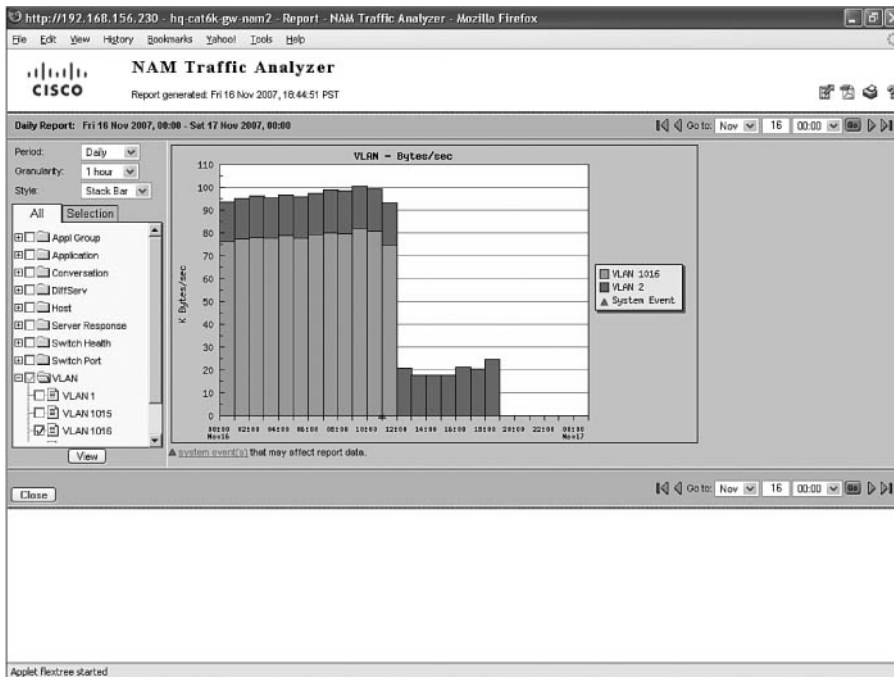 http://192.168.156.230 - hq-cat6k-gw-nam2 - Report - NAM Traffic Analyzer - Mozilla Firefox
File Edit View History Bookmarks Yahoo! Tools Help
CISCO
NAM Traffic Analyzer
Report generated: Fri 16 Nov 2007, 18:44:51 PST
Daily Report: Fri 16 Nov 2007, 00:00 - Sat 17 Nov 2007, 00:00
Go to: Nov 16 00:00 Go
Period: Daily
Granularity: 1 hour
Style: Stack Bar
All Selection
Appl Group
Application
Conversation
DiffServ
Host
Server Response
Switch Health
Switch Port
VLAN
VLAN 1
VLAN 1015
VLAN 1016
View
VLAN - Bytes/sec
K Bytes/sec
110
100
90
80
70
60
50
40
30
20
10
0
00:00 02:00 04:00 06:00 08:00 10:00 12:00 14:00 16:00 18:00 20:00 22:00 00:00
Nov16 Nov17
VLAN 1016
VLAN 2
System Event
system event(s) that may affect report data.
Close
Go to: Nov 16 00:00 Go
Applet flextree started